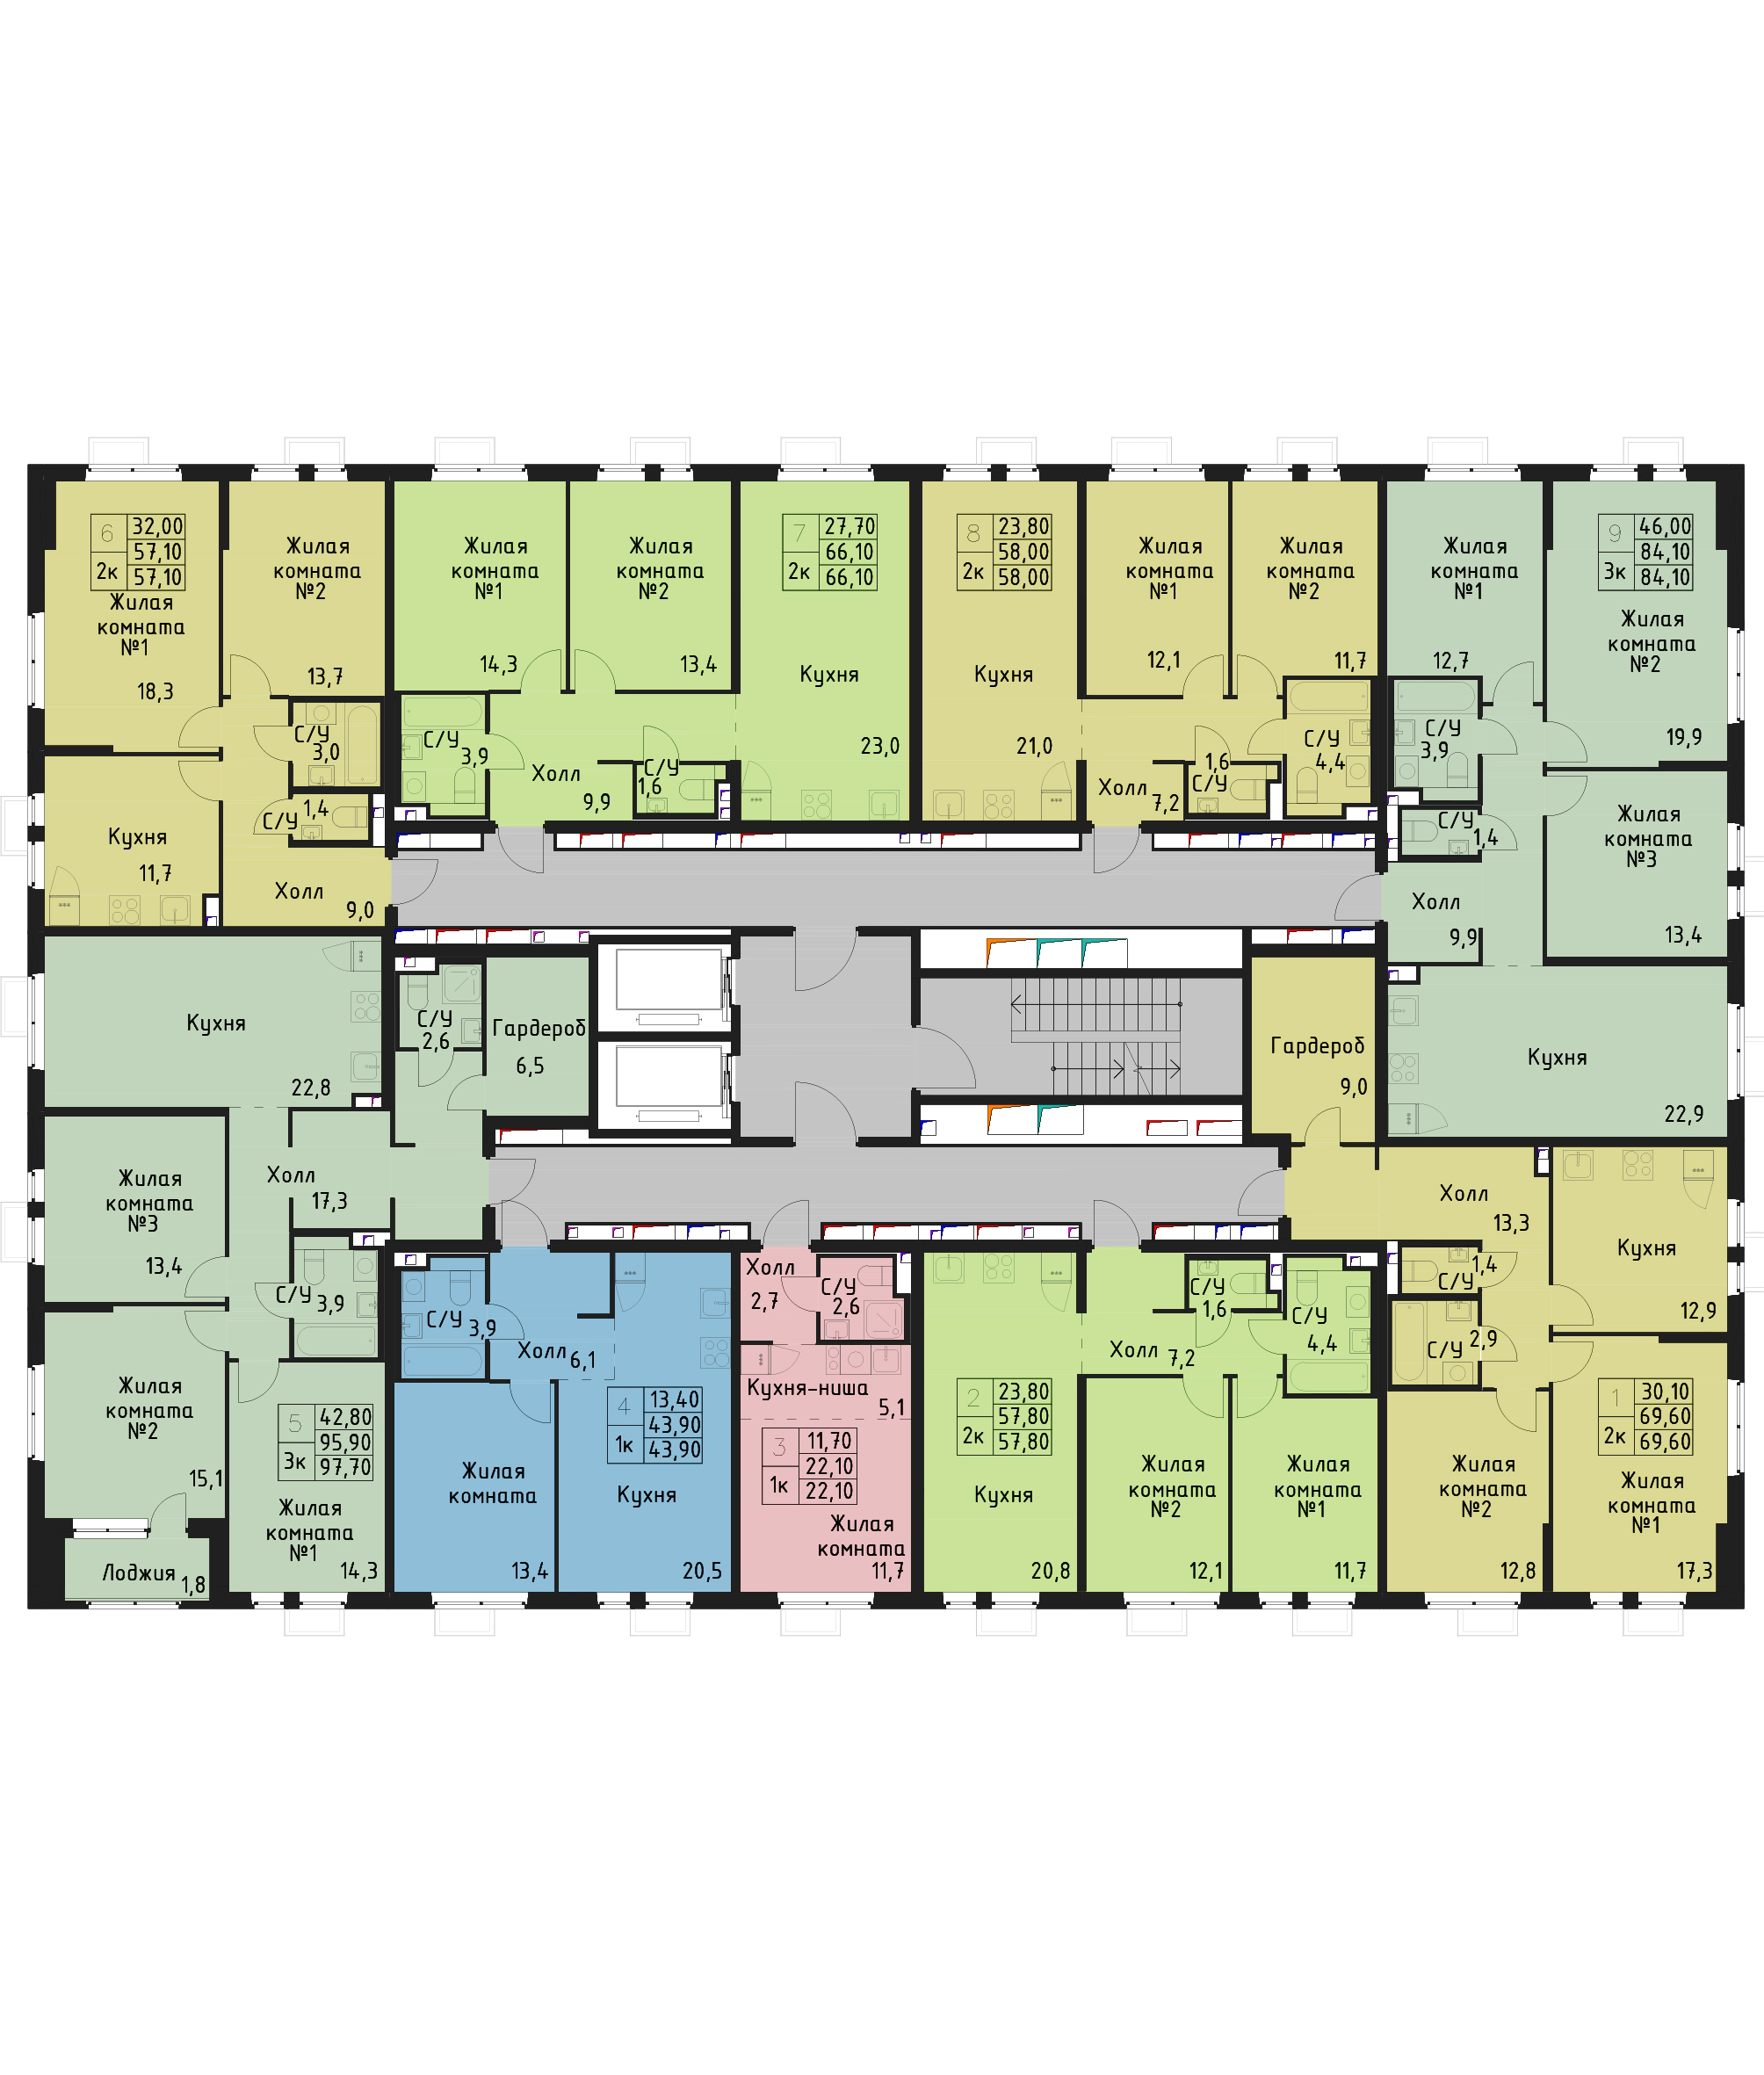 6
32,00
57,10
2к
57,10
Жилая
комната
№1
18,3
Жилая
комната
№2
13,7
С/У
3,0
С/У
1,4
Кухня
11,7
Холл
9,0
Жилая
комната
№1
14,3
Жилая
комната
№2
13,4
7
27,70
66,10
2к
66,10
Кухня
23,0
С/У
3,9
Холл
9,9
С/У
1,6
8
23,80
58,00
2к
58,00
Кухня
21,0
Жилая
комната
№1
12,1
Жилая
комната
№2
11,7
Холл
7,2
1,6
С/У
С/У
4,4
Жилая
комната
№1
12,7
9
46,00
84,10
3к
84,10
Жилая
комната
№2
19,9
С/У
3,9
С/У
1,4
Жилая
комната
№3
13,4
Холл
9,9
Кухня
22,9
Кухня
22,8
С/У
2,6
Гардероб
6,5
Гардероб
9,0
Жилая
комната
№3
13,4
Холл
17,3
С/У
3,9
Жилая
комната
№2
15,1
5
42,80
95,90
3к
97,70
Жилая
комната
№1
14,3
Лоджия
1,8
С/У
3,9
Холл
6,1
4
13,40
43,90
1к
43,90
Жилая
комната
13,4
Кухня
20,5
Холл
2,7
С/У
2,6
Кухня-ниша
5,1
3
11,70
22,10
1к
22,10
Жилая
комната
11,7
2
23,80
57,80
2к
57,80
Кухня
20,8
Холл
7,2
С/У
1,6
С/У
4,4
Жилая
комната
№2
12,1
Жилая
комната
№1
11,7
Холл
13,3
С/У
1,4
С/У
2,9
Кухня
12,9
Жилая
комната
№2
12,8
1
30,10
69,60
2к
69,60
Жилая
комната
№1
17,3